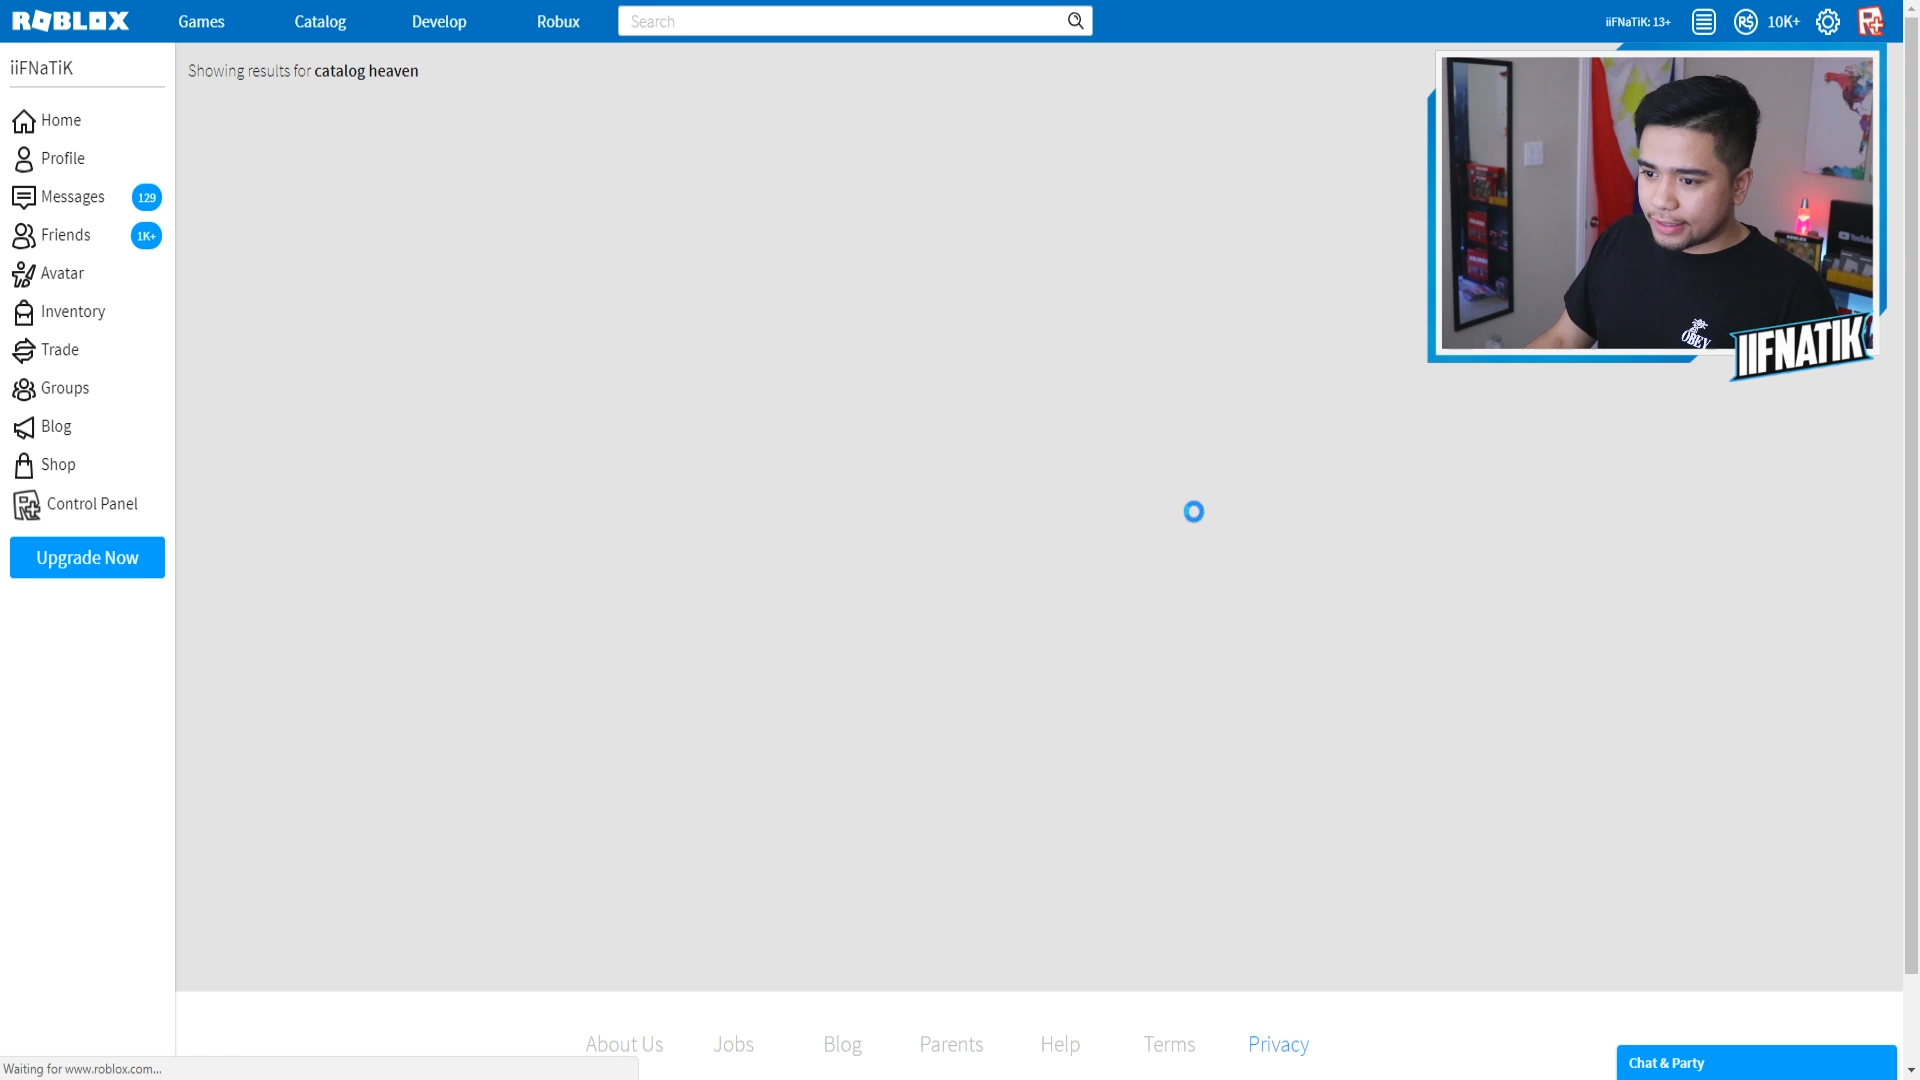 ROBLOX
Games
Catalog
Develop
Robux
Search
iiFNaTiK: 13+
10K+
iiFNaTiK
Showing results for catalog heaven
Home
Profile
Messages
129
Friends
1K+
Avatar
Inventory
Trade
Groups
Blog
Shop
Control Panel
Upgrade Now
OBEY
YouTube
IIFNATIK
About Us
Jobs
Blog
Parents
Help
Terms
Privacy
Waiting for www.roblox.com...
Chat & Party